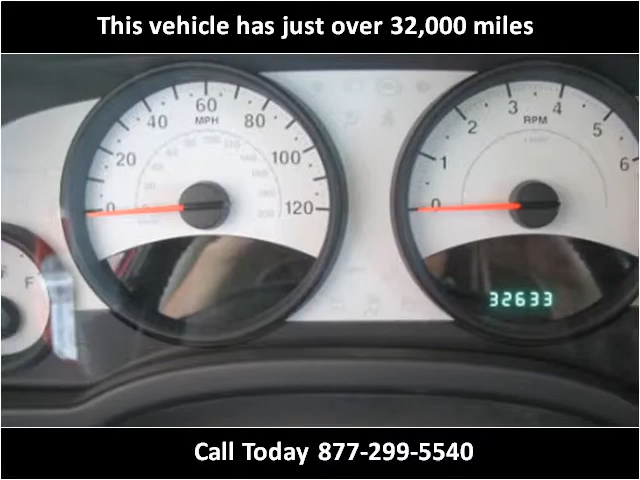 This vehicle has just over 32,000 miles
0 20 40 60 80 100 120
MPH
0 1 2 3 4 5 6
RPM
F
32633
Call Today 877-299-5540